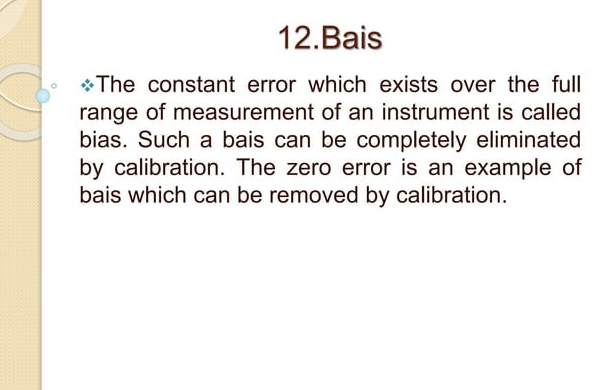 12.Bais
❖The constant error which exists over the full
range of measurement of an instrument is called
bias. Such a bais can be completely eliminated
by calibration. The zero error is an example of
bais which can be removed by calibration.